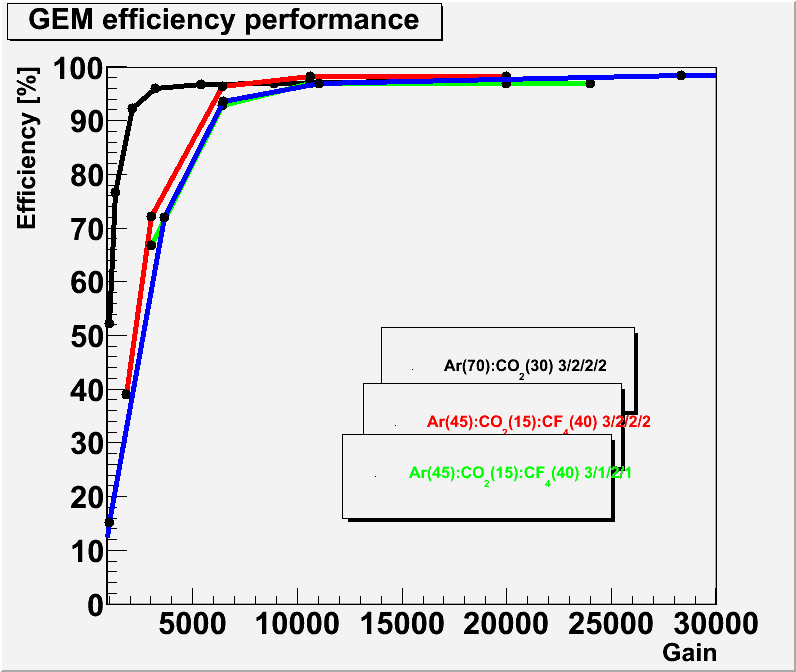 GEM efficiency performance
Efficiency [%]
100
90
80
70
60
50
40
30
20
10
0
Ar(70):CO2(30) 3/2/2/2
Ar(45):CO2(15):CF4(40) 3/2/2/2
Ar(45):CO2(15):CF4(40) 3/1/2/1
5000 10000 15000 20000 25000 30000
Gain